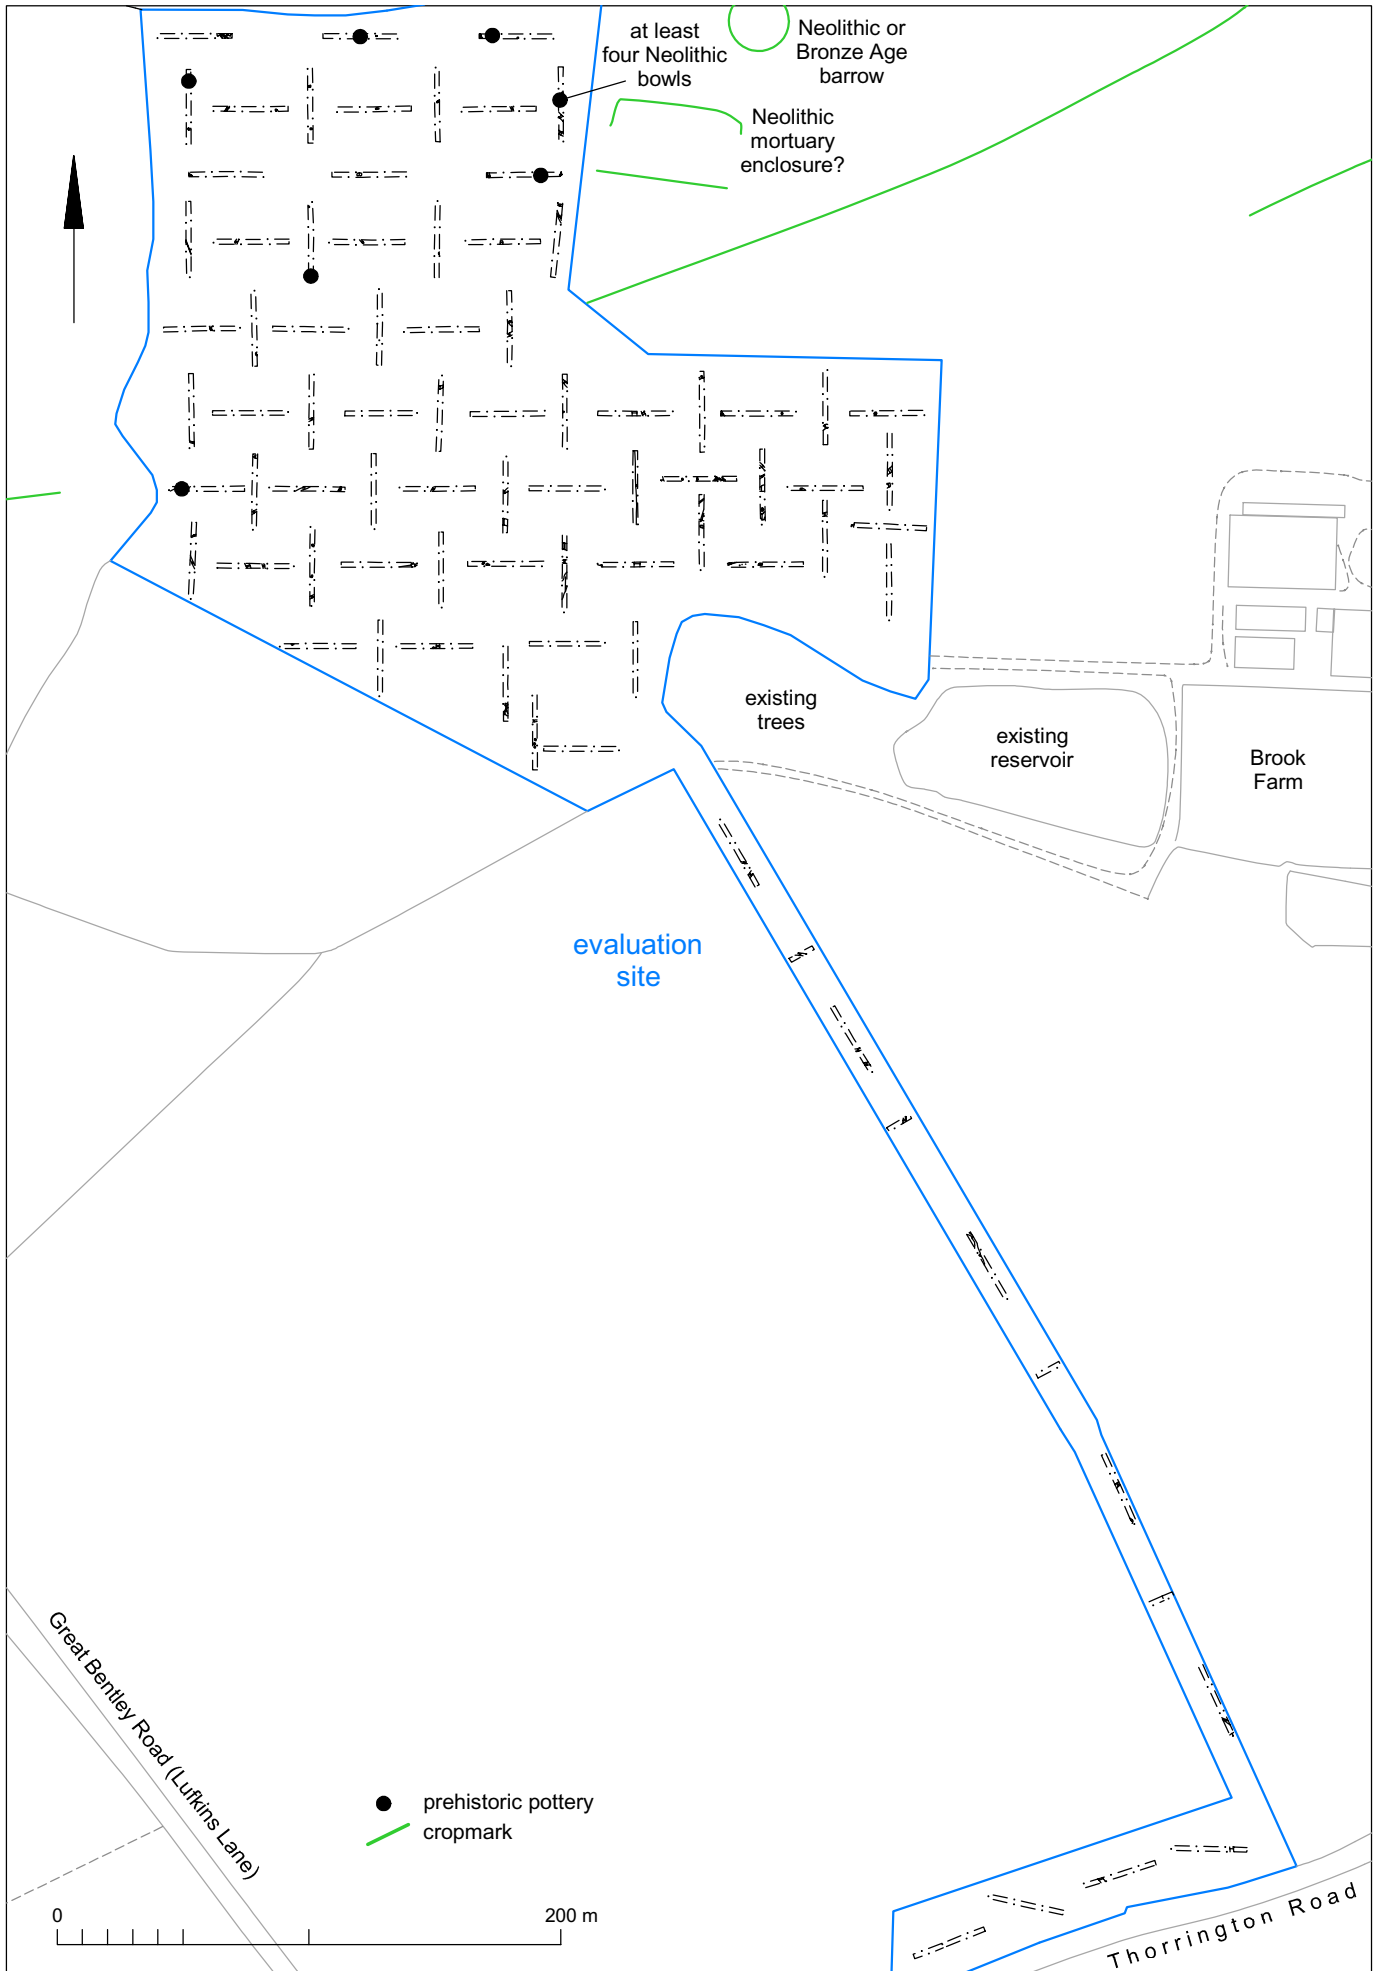 at least
four Neolithic
bowls
Neolithic or
Bronze Age
barrow
Neolithic
mortuary
enclosure?
existing
trees
existing
reservoir
Brook
Farm
evaluation
site
Great Bentley Road (Lufkins Lane)
prehistoric pottery
cropmark
0
200 m
Thorrington Road